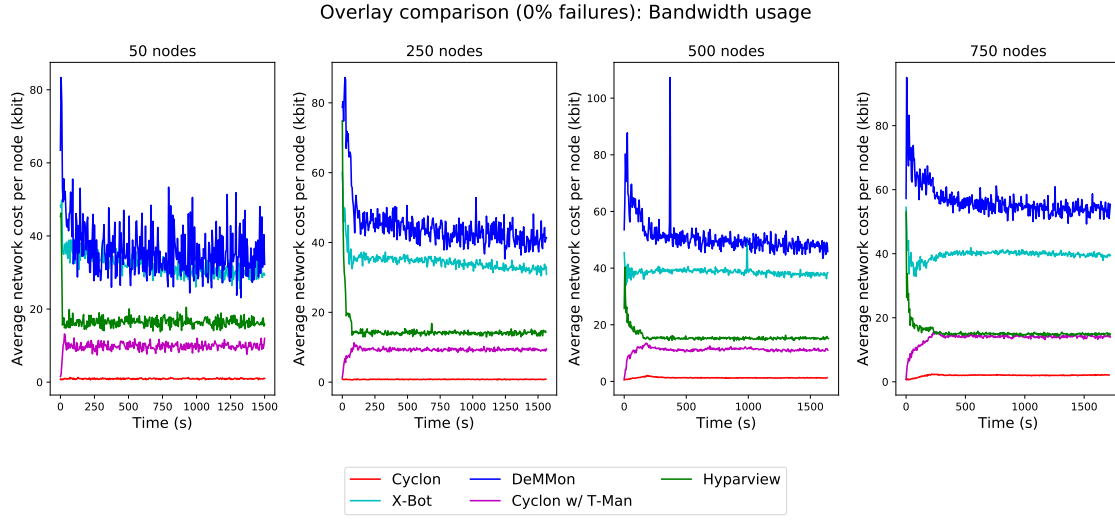 Overlay comparison (0% failures): Bandwidth usage
50 nodes
Average network cost per node (kbit)
80
60
40
20
0
0 250 500 750 1000 1250 1500
Time (s)
250 nodes
Average network cost per node (kbit)
80
60
40
20
0
0 250 500 750 1000 1250 1500
Time (s)
500 nodes
Average network cost per node (kbit)
100
80
60
40
20
0
0 500 1000 1500
Time (s)
750 nodes
Average network cost per node (kbit)
80
60
40
20
0
0 500 1000 1500
Time (s)
Cyclon DeMMon Hyparview
X-Bot Cyclon w/ T-Man